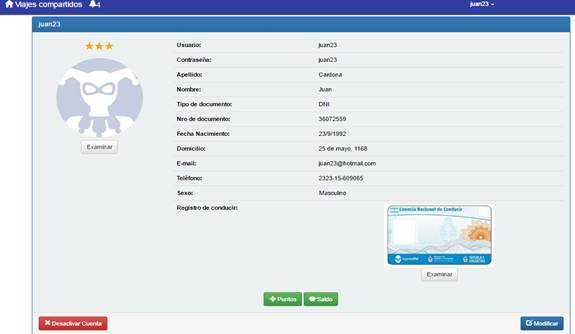 Viajes compartidos 4 juan23
juan23
Usuario: juan23
Contraseña: juan23
Apellido: Cardona
Nombre: Juan
Tipo de documento: DNI
Nro de documento: 36072559
Examinar
Fecha Nacimiento: 23/9/1992
Domicilio: 25 de mayo, 1168
E-mail: juan23@hotmail.com
Teléfono: 2323-15-609065
Sexo: Masculino
Registro de conducir:
Licencia Nacional de Conducir
Examinar
Puntos Saldo
Desactivar Cuenta Modificar